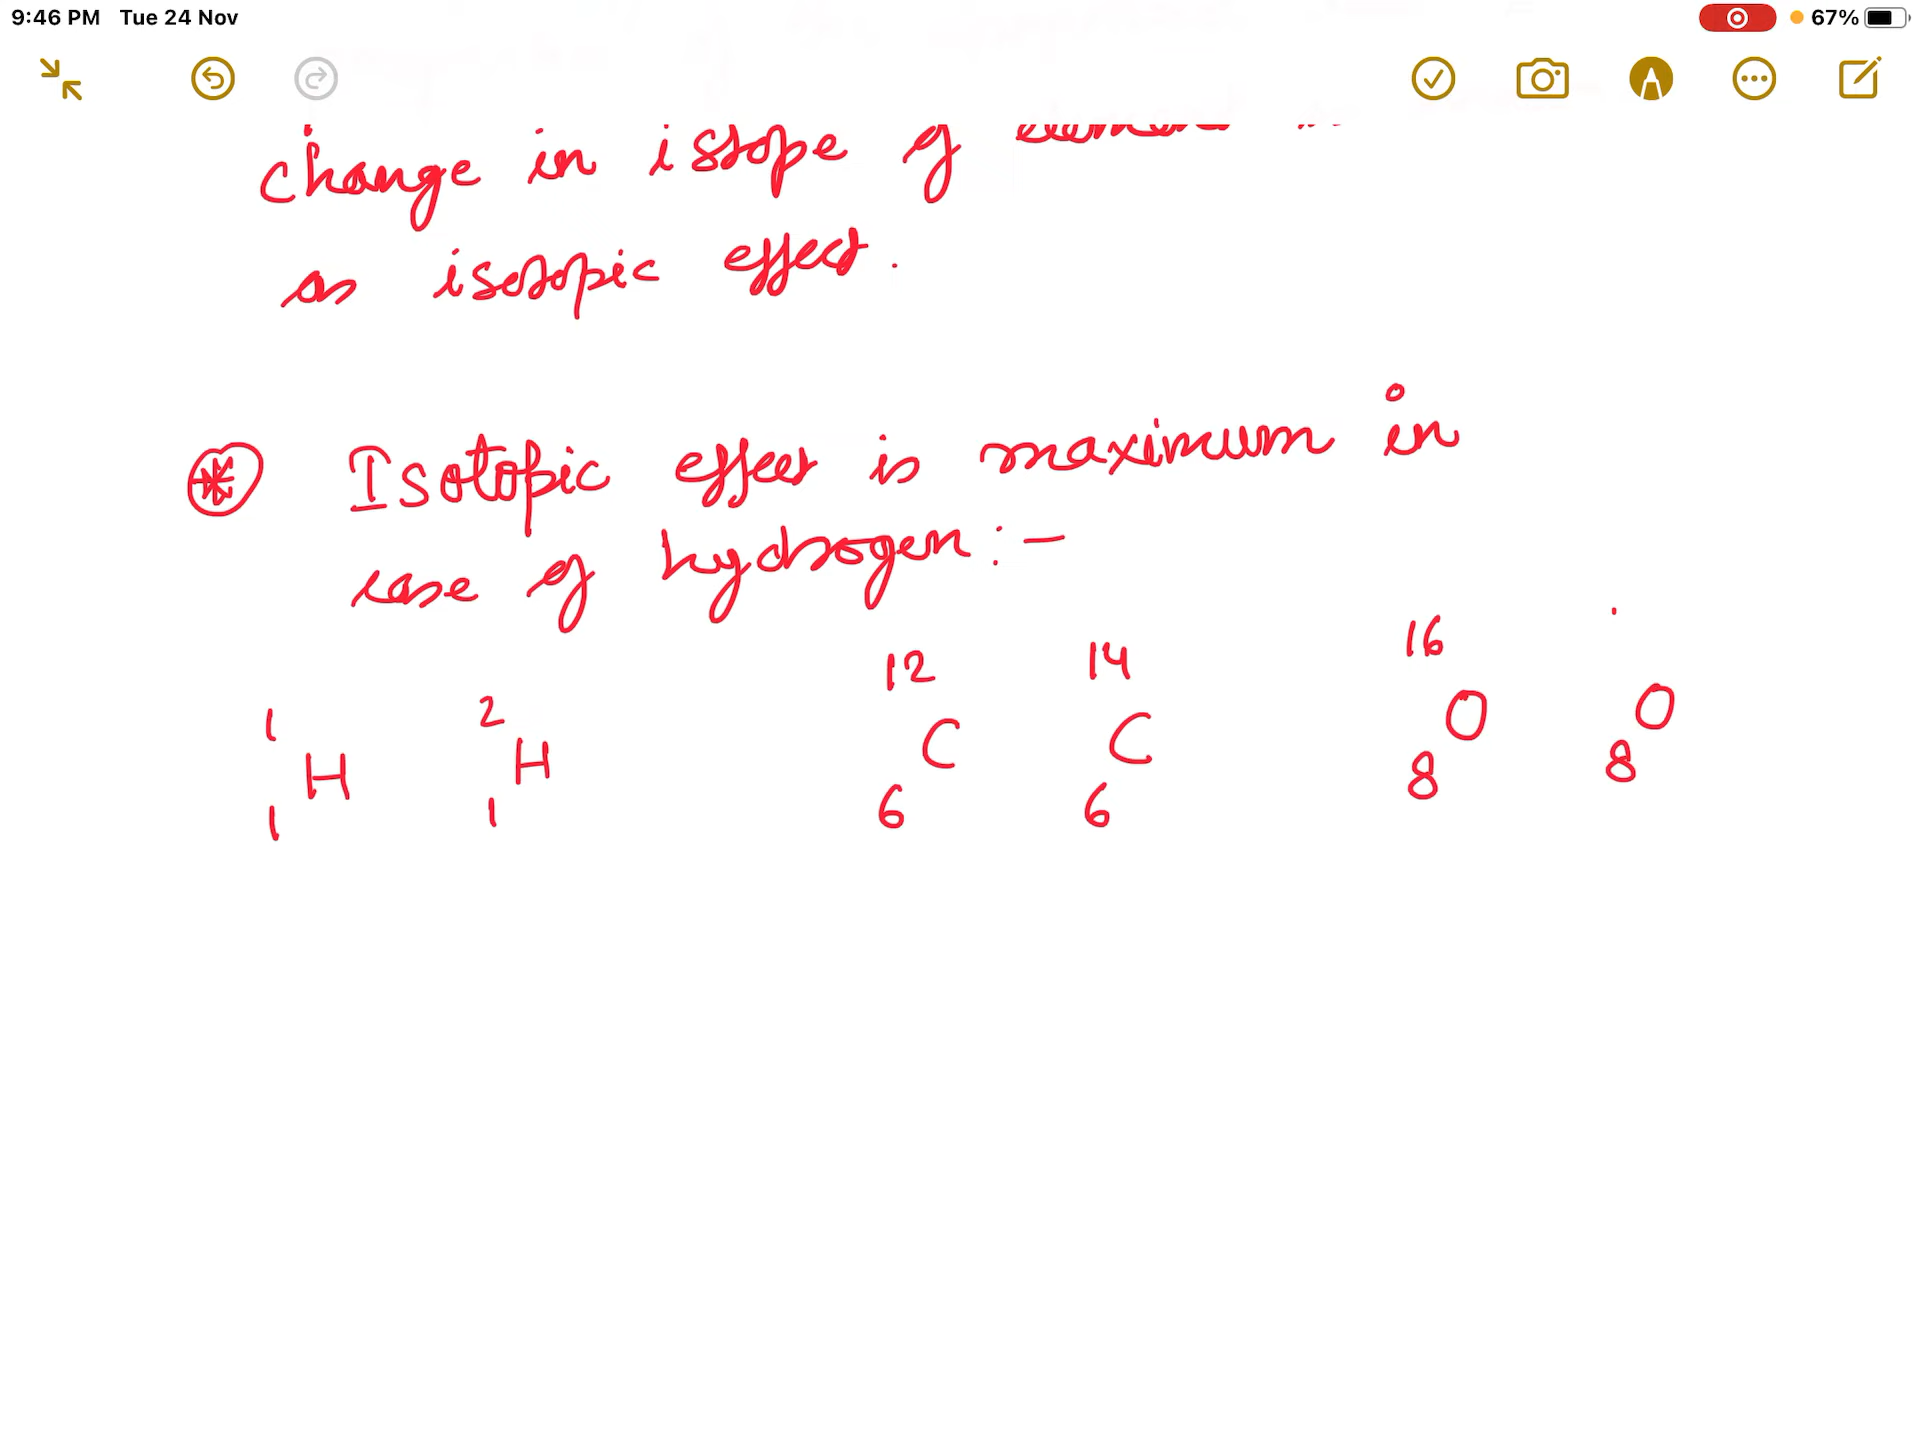 9:46 PM Tue 24 Nov 67%
change in istope of
as isotopic effect.
Isotopic effect is maximum in
case of hydrogen:-
1 2 12 14 16
H H C C O O
1 1 6 6 8 8